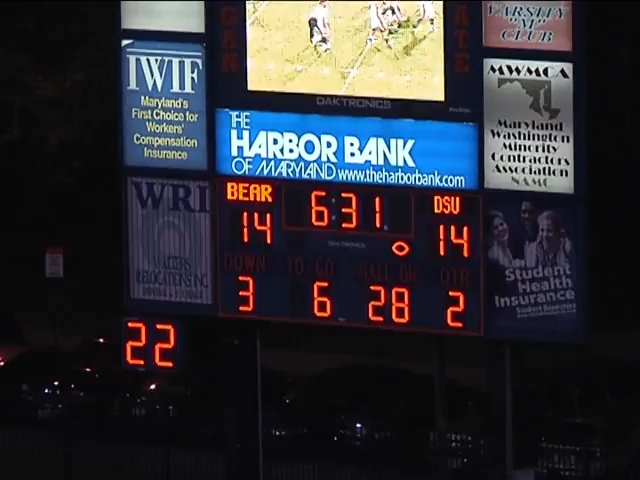 VARSITY
"M"
CLUB
DAKTRONICS
IWIF
Maryland's
First Choice for
Workers'
Compensation
Insurance
THE
HARBOR BANK
OF MARYLAND www.theharborbank.com
MWMCA
Maryland
Washington
Minority
Contractors
Association
NAMC
WRI
BEAR 6:31 DSU
14 14
DAKTRONICS
DOWN TO GO BALL ON QTR
3 6 28 2
Student
Health
Insurance
22